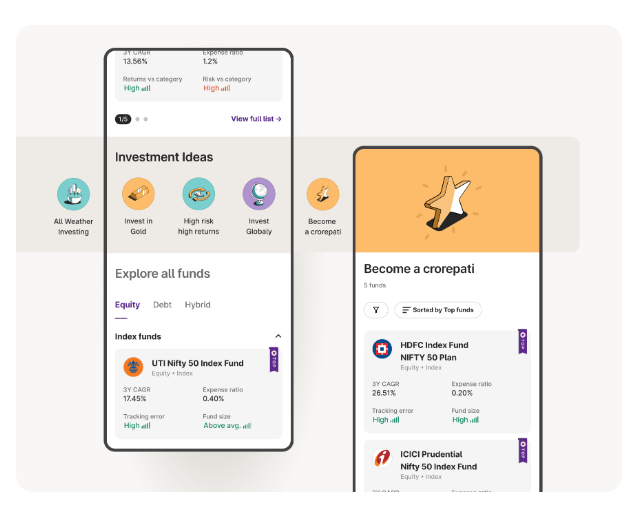 3Y CAGR
Expense ratio
13.56%
1.2%
Returns vs category
Risk vs category
High
High
1/5
View full list →
Investment Ideas
All Weather
Investing
Invest in
Gold
High risk
high returns
Invest
Globaly
Become
a crorepati
Explore all funds
Equity
Debt
Hybrid
Index funds
UTI Nifty 50 Index Fund
Equity • Index
TOP
3Y CAGR
Expense ratio
17.45%
0.40%
Tracking error
Fund size
High
Above avg.
Become a crorepati
5 funds
Sorted by Top funds
HDFC Index Fund
NIFTY 50 Plan
Equity • Index
TOP
3Y CAGR
Expense ratio
26.51%
0.20%
Tracking error
Fund size
High
High
ICICI Prudential
Nifty 50 Index Fund
Equity • Index
TOP
3Y CAGR
Expense ratio